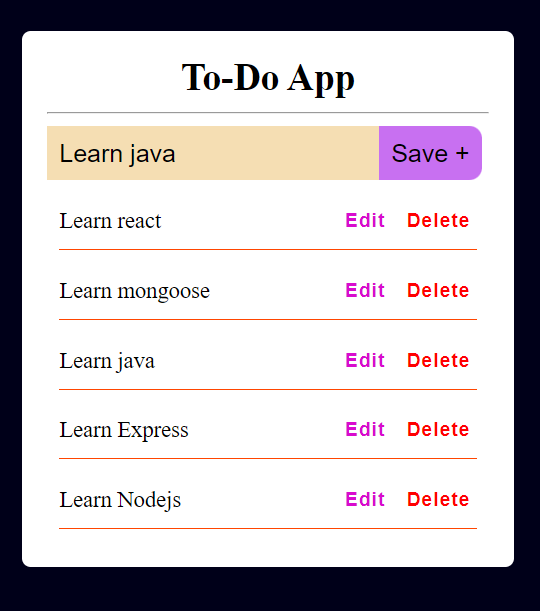 To-Do App
Learn java Save +
Learn react Edit Delete
Learn mongoose Edit Delete
Learn java Edit Delete
Learn Express Edit Delete
Learn Nodejs Edit Delete